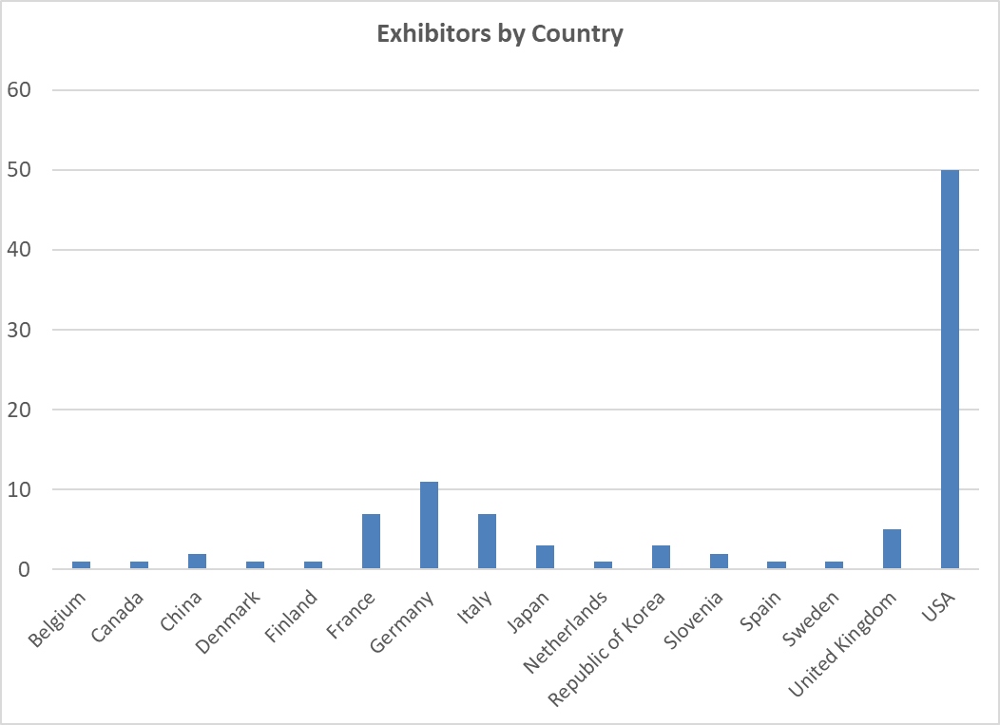 Exhibitors by Country
60
50
40
30
20
10
0
Belgium
Canada
China
Denmark
Finland
France
Germany
Italy
Japan
Netherlands
Republic of Korea
Slovenia
Spain
Sweden
United Kingdom
USA